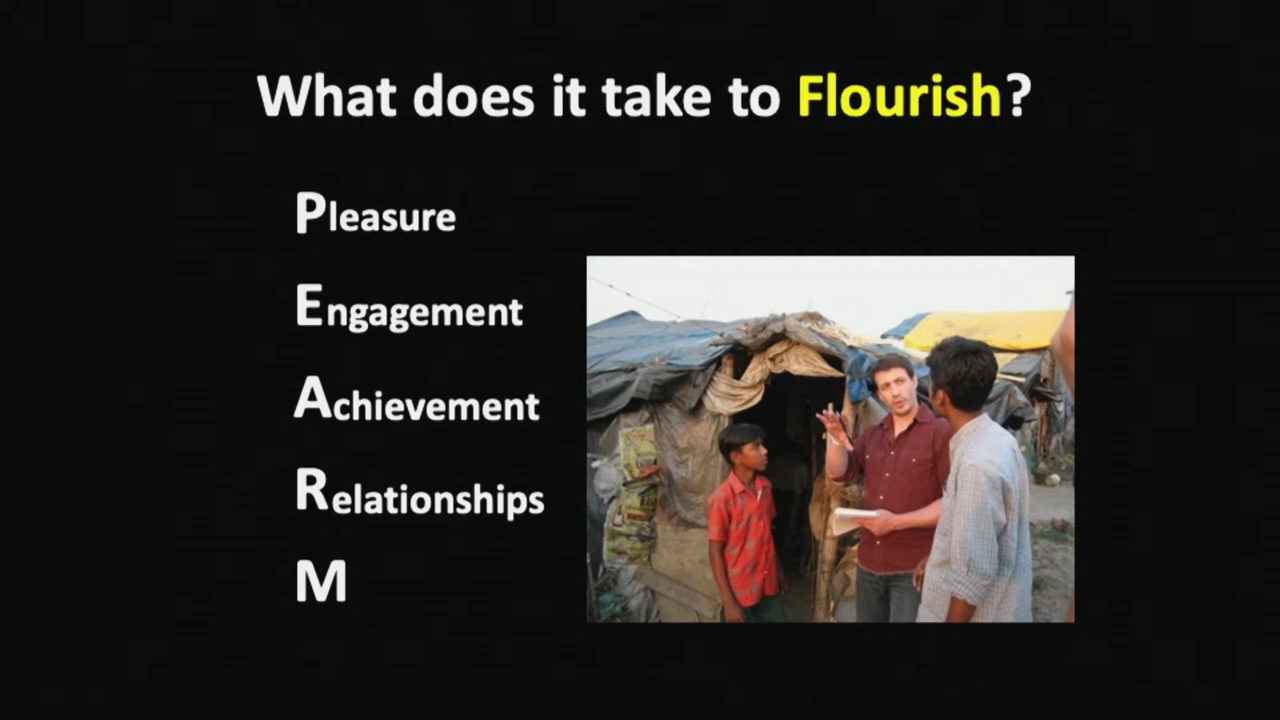 What does it take to Flourish?
Pleasure
Engagement
Achievement
Relationships
M